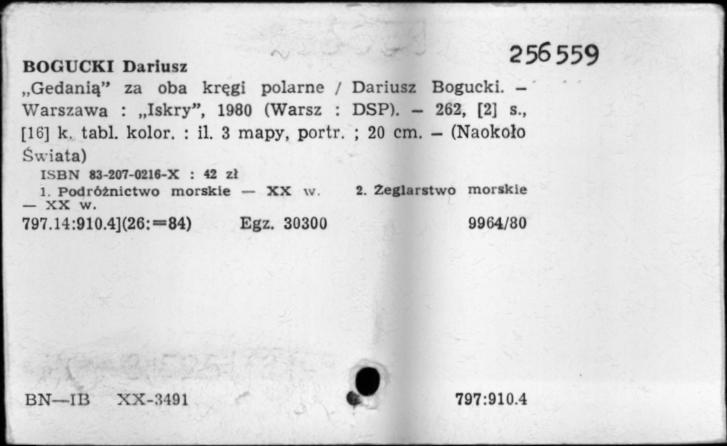 256559
BOGUCKI Dariusz
„Gedanią” za oba kręgi polarne / Dariusz Bogucki. —
Warszawa : „Iskry”, 1980 (Warsz : DSP). — 262, [2] s.,
[16] k. tabl. kolor. : il. 3 mapy, portr. ; 20 cm. — (Naokoło
Świata)
ISBN 83-207-0216-X : 42 zł
1. Podróżnictwo morskie — XX w. 2. Żeglarstwo morskie
— XX w.
797.14:910.4](26:=84) Egz. 30300 9964/80
BN—IB XX-3491 797:910.4